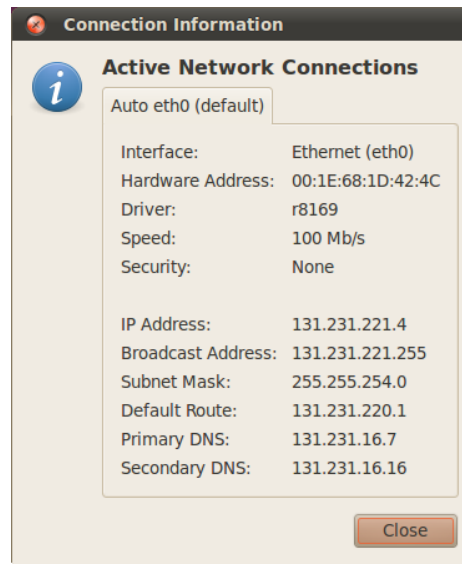 Connection Information
Active Network Connections
Auto eth0 (default)
Interface: Ethernet (eth0)
Hardware Address: 00:1E:68:1D:42:4C
Driver: r8169
Speed: 100 Mb/s
Security: None
IP Address: 131.231.221.4
Broadcast Address: 131.231.221.255
Subnet Mask: 255.255.254.0
Default Route: 131.231.220.1
Primary DNS: 131.231.16.7
Secondary DNS: 131.231.16.16
Close